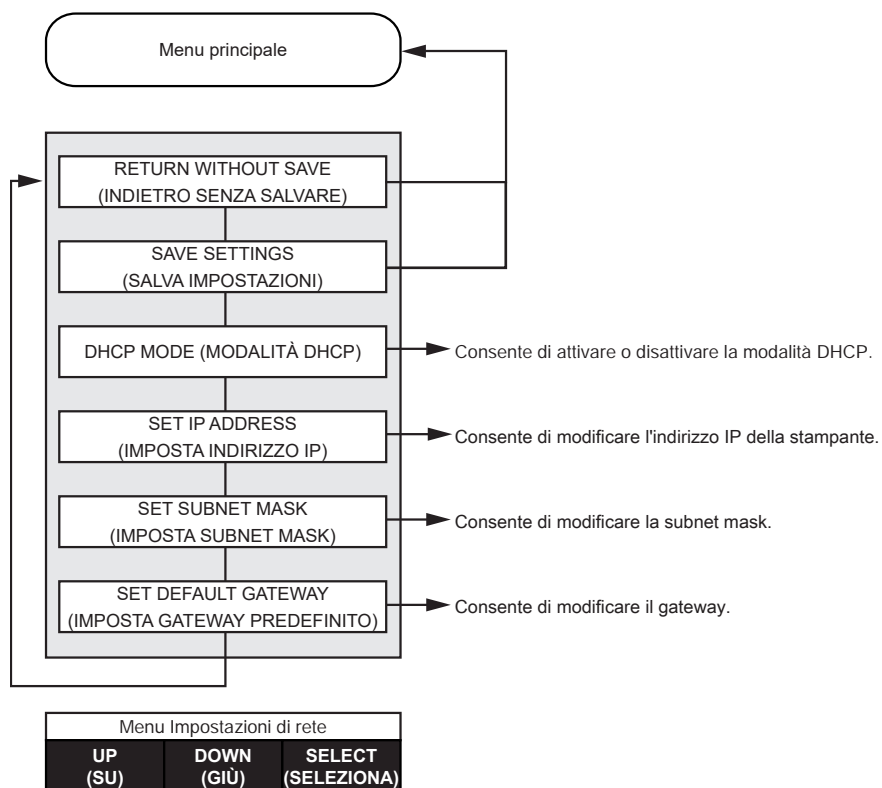 Menu principale
RETURN WITHOUT SAVE
(INDIETRO SENZA SALVARE)
SAVE SETTINGS
(SALVA IMPOSTAZIONI)
DHCP MODE (MODALITÀ DHCP)
Consente di attivare o disattivare la modalità DHCP.
SET IP ADDRESS
(IMPOSTA INDIRIZZO IP)
Consente di modificare l'indirizzo IP della stampante.
SET SUBNET MASK
(IMPOSTA SUBNET MASK)
Consente di modificare la subnet mask.
SET DEFAULT GATEWAY
(IMPOSTA GATEWAY PREDEFINITO)
Consente di modificare il gateway.
Menu Impostazioni di rete
UP
(SU)
DOWN
(GIÙ)
SELECT
(SELEZIONA)